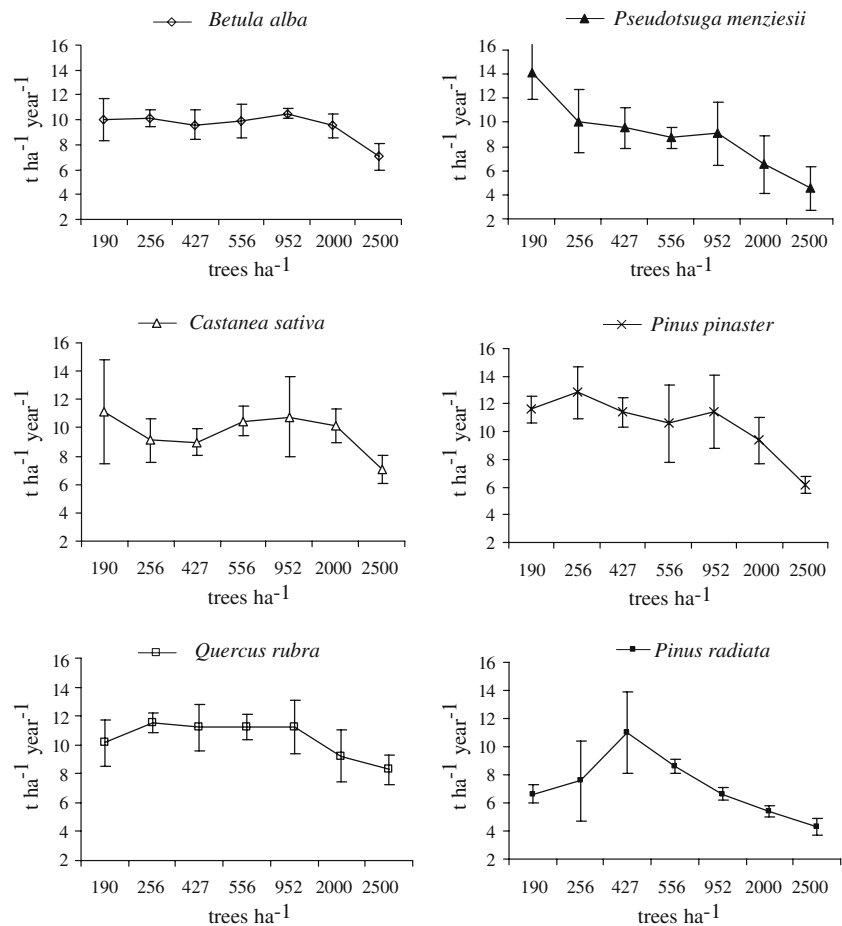 Betula alba
16
14
12
10
8
6
4
2
t ha-1 year-1
190 256 427 556 952 2000 2500
trees ha-1
Pseudotsuga menziesii
16
14
12
10
8
6
4
2
t ha-1 year-1
190 256 427 556 952 2000 2500
trees ha-1
Castanea sativa
16
14
12
10
8
6
4
2
t ha-1 year-1
190 256 427 556 952 2000 2500
trees ha-1
Pinus pinaster
16
14
12
10
8
6
4
2
t ha-1 year-1
190 256 427 556 952 2000 2500
trees ha-1
Quercus rubra
16
14
12
10
8
6
4
2
t ha-1 year-1
190 256 427 556 952 2000 2500
trees ha-1
Pinus radiata
16
14
12
10
8
6
4
2
t ha-1 year-1
190 256 427 556 952 2000 2500
trees ha-1